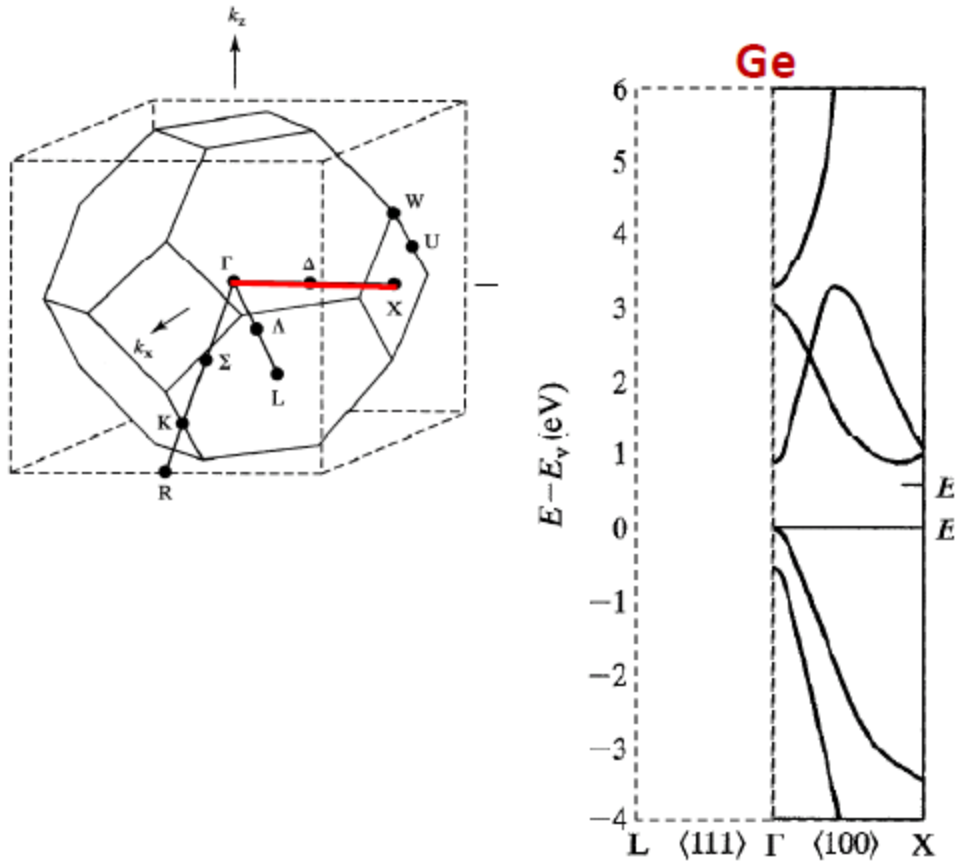 k_z
W
U
Γ
Δ
X
Λ
k_x
Σ
L
K
R
Ge
6
5
4
3
2
1
0
−1
−2
−3
−4
E−E_v (eV)
E
E
L ⟨111⟩ Γ ⟨100⟩ X